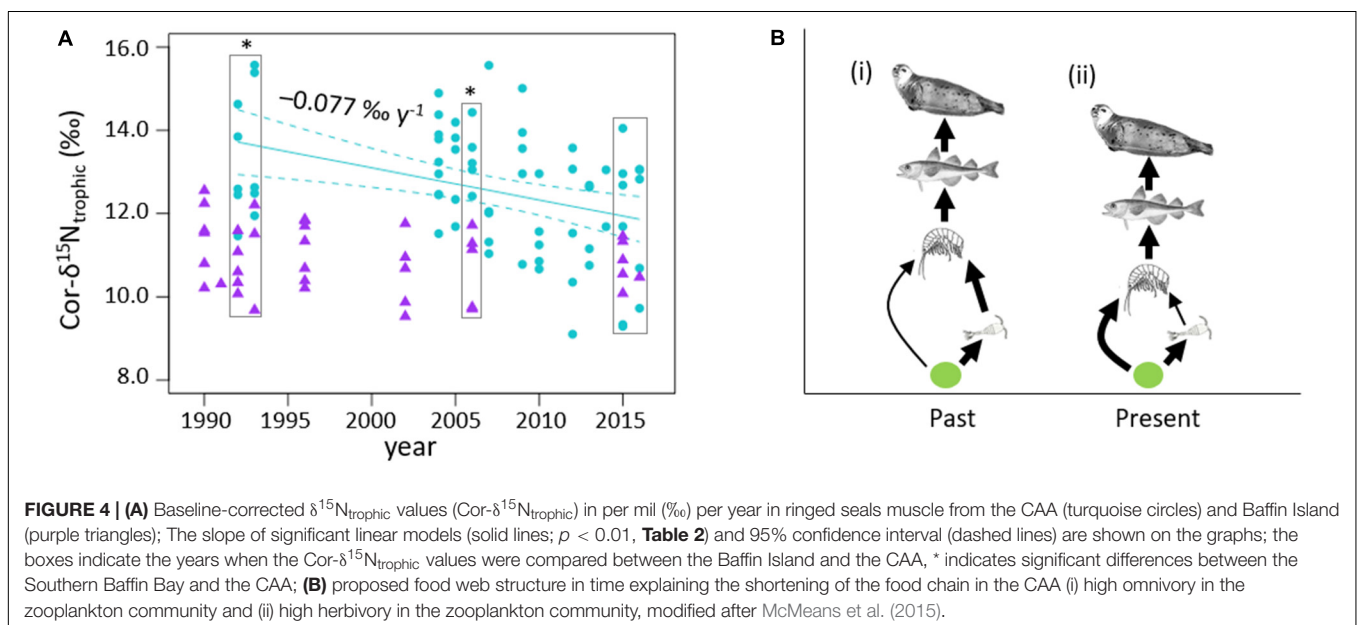 A
16.0
14.0
12.0
10.0
8.0
Cor-δ¹⁵Ntrophic (‰)
*
−0.077 ‰ y⁻¹
*
1990 1995 2000 2005 2010 2015
year
B
(i)
(ii)
Past Present
FIGURE 4 | (A) Baseline-corrected δ¹⁵Ntrophic values (Cor-δ¹⁵Ntrophic) in per mil (‰) per year in ringed seals muscle from the CAA (turquoise circles) and Baffin Island
(purple triangles); The slope of significant linear models (solid lines; p < 0.01, Table 2) and 95% confidence interval (dashed lines) are shown on the graphs; the
boxes indicate the years when the Cor-δ¹⁵Ntrophic values were compared between the Baffin Island and the CAA, * indicates significant differences between the
Southern Baffin Bay and the CAA; (B) proposed food web structure in time explaining the shortening of the food chain in the CAA (i) high omnivory in the
zooplankton community and (ii) high herbivory in the zooplankton community, modified after McMeans et al. (2015).